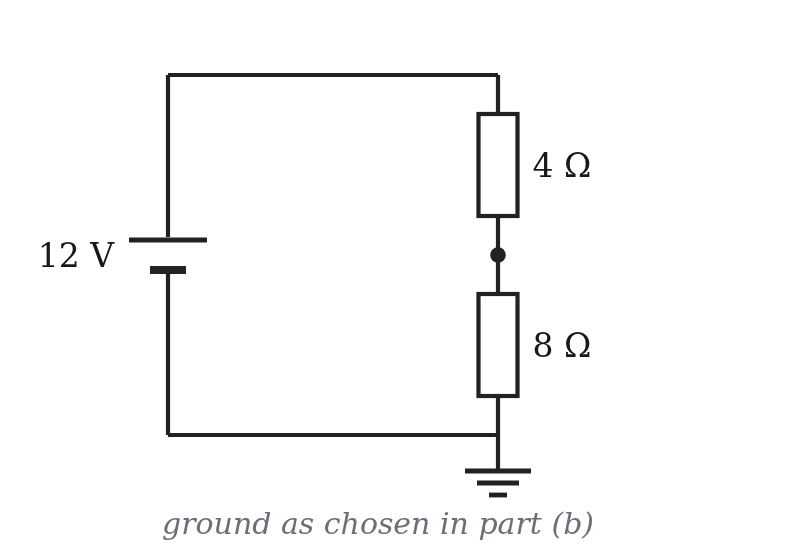 4 Ω
12 V
8 Ω
ground as chosen in part (b)